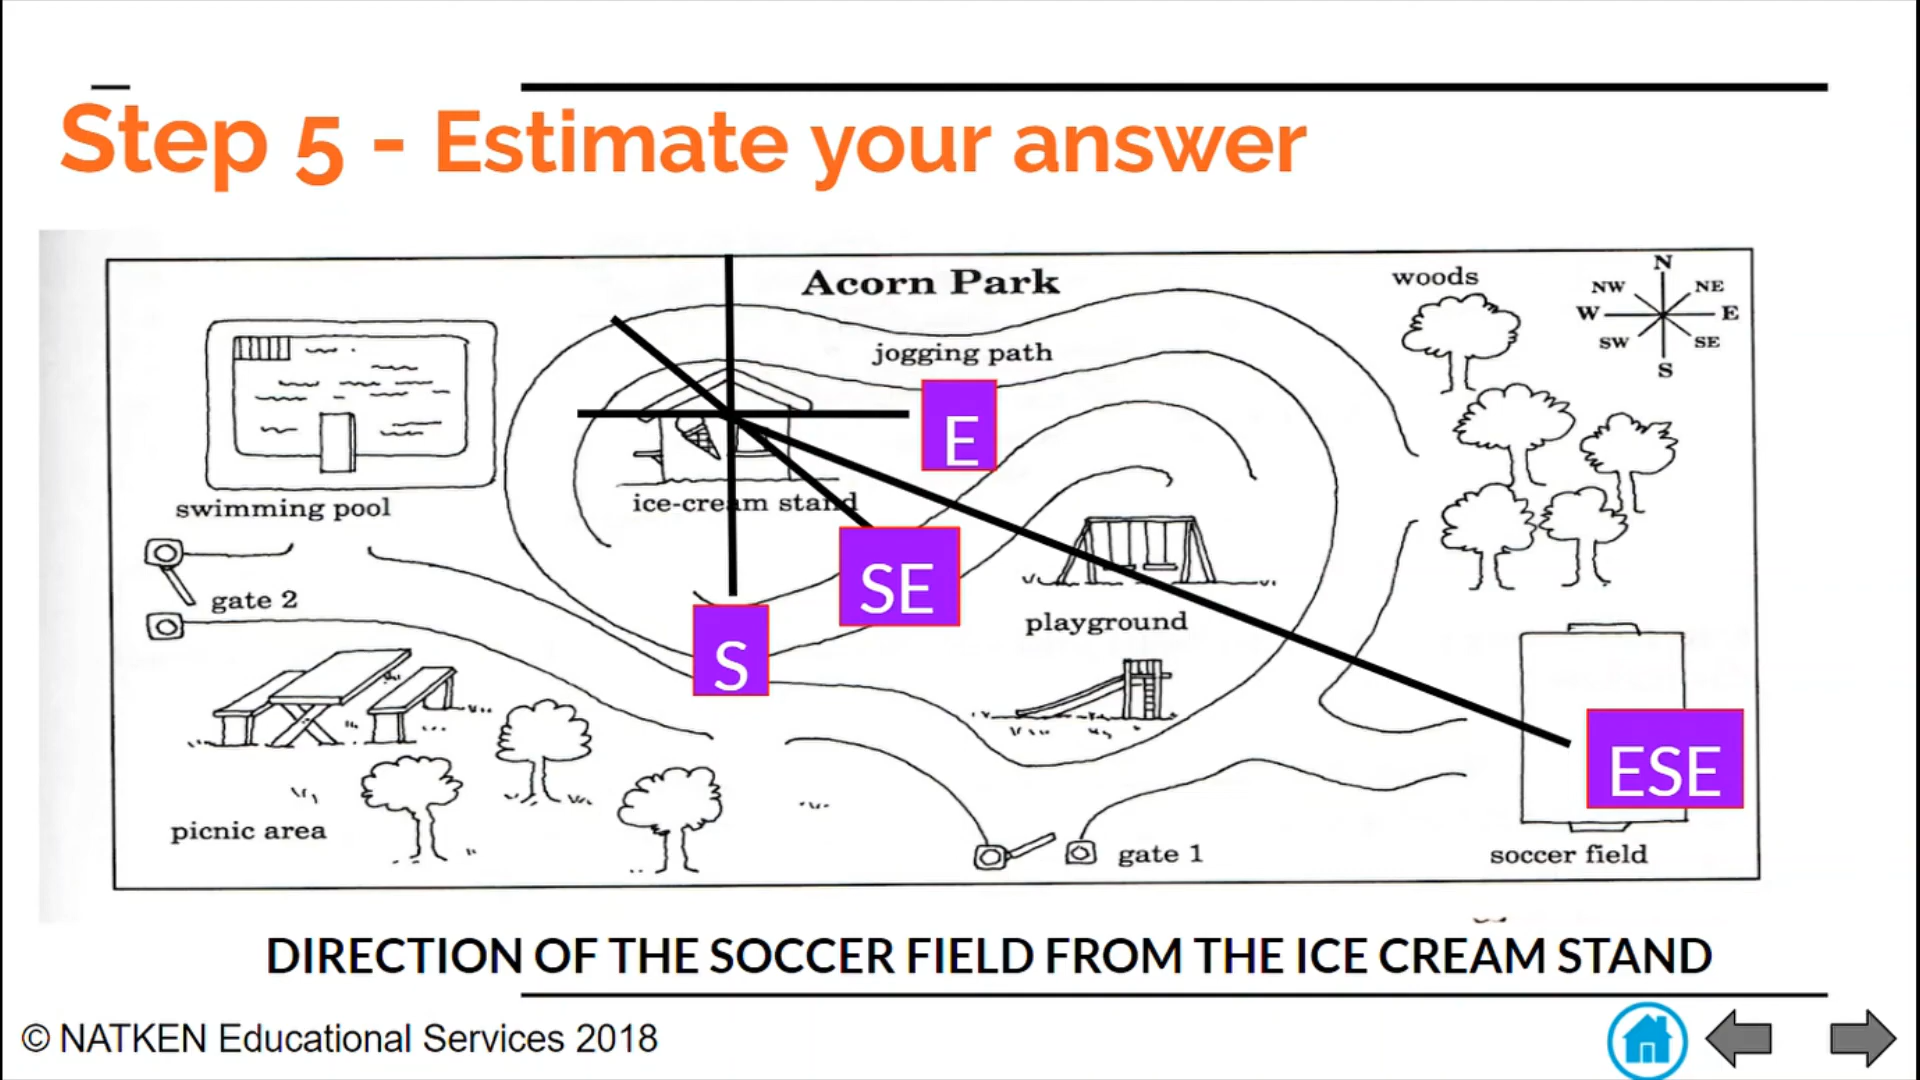 Step 5 - Estimate your answer
Acorn Park
woods
N
NW NE
W E
SW SE
S
jogging path
E
swimming pool
ice-cream stand
SE
gate 2
playground
S
ESE
picnic area
gate 1
soccer field
DIRECTION OF THE SOCCER FIELD FROM THE ICE CREAM STAND
© NATKEN Educational Services 2018